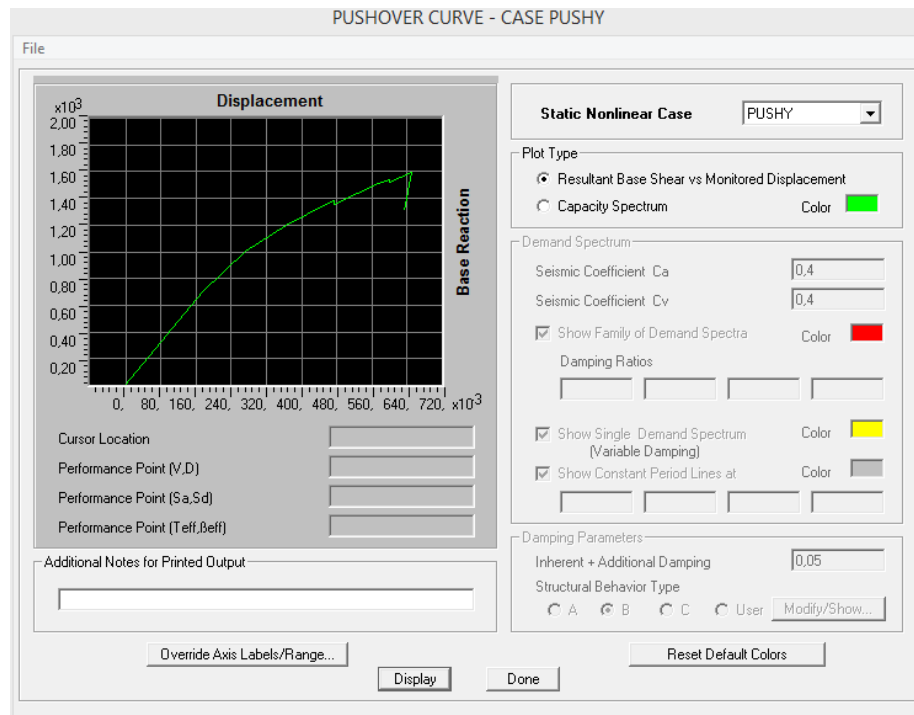 PUSHOVER CURVE - CASE PUSHY
File
Displacement
x103
2,00
1,80
1,60
1,40
1,20
1,00
0,80
0,60
0,40
0,20
Base Reaction
0, 80, 160, 240, 320, 400, 480, 560, 640, 720, x10-3
Cursor Location
Performance Point (V,D)
Performance Point (Sa,Sd)
Performance Point (Teff,ßeff)
Additional Notes for Printed Output
Override Axis Labels/Range...
Static Nonlinear Case PUSHY
Plot Type
Resultant Base Shear vs Monitored Displacement
Capacity Spectrum Color
Demand Spectrum
Seismic Coefficient Ca 0,4
Seismic Coefficient Cv 0,4
Show Family of Demand Spectra Color
Damping Ratios
Show Single Demand Spectrum Color
(Variable Damping)
Show Constant Period Lines at Color
Damping Parameters
Inherent + Additional Damping 0,05
Structural Behavior Type
A B C User Modify/Show...
Reset Default Colors
Display Done